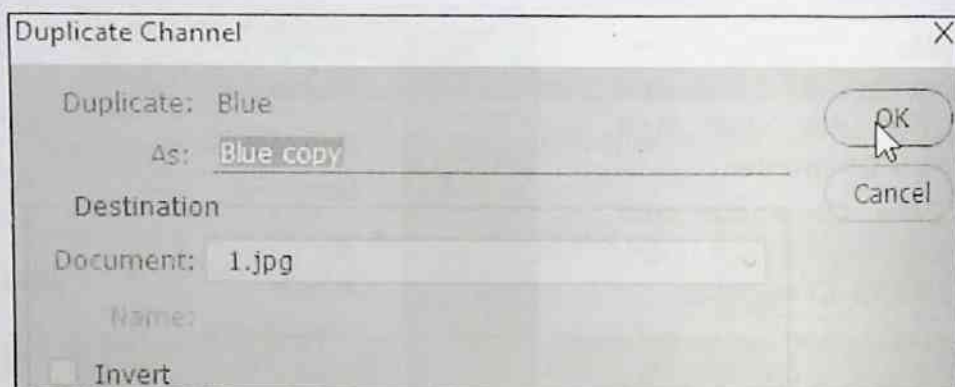 Duplicate Channel
Duplicate: Blue
OK
As: Blue copy
Cancel
Destination
Document: 1.jpg
Name:
Invert